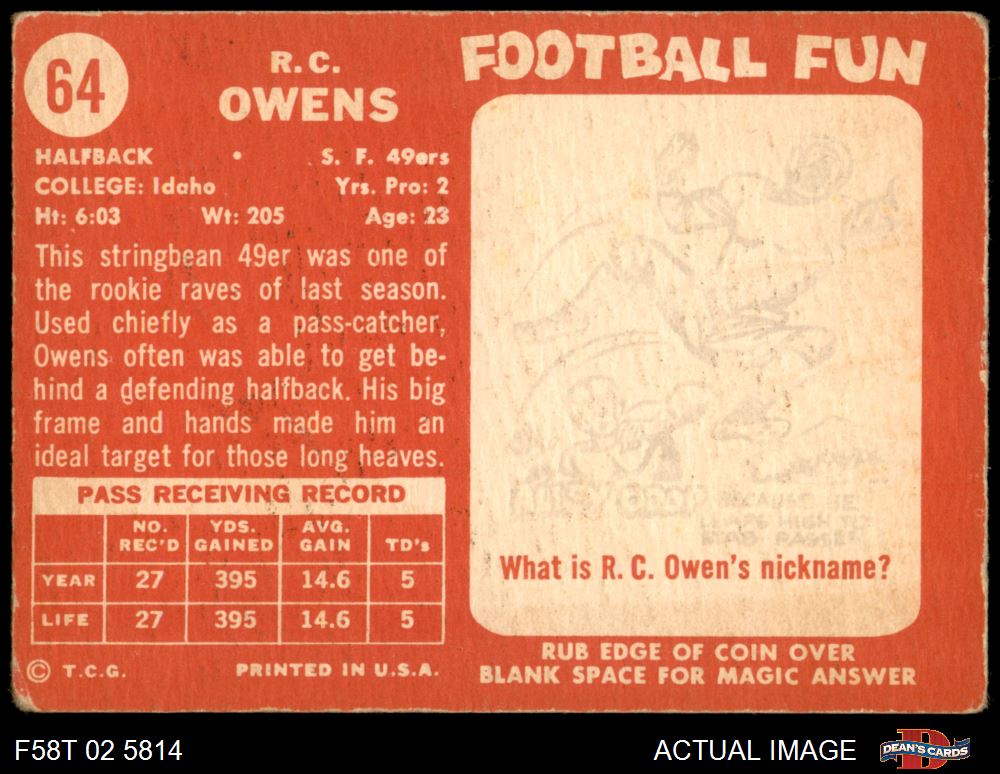 64
R. C.
OWENS
HALFBACK • S. F. 49ers
COLLEGE: Idaho Yrs. Pro: 2
Ht: 6:03 Wt: 205 Age: 23
This stringbean 49er was one of
the rookie raves of last season.
Used chiefly as a pass-catcher,
Owens often was able to get be-
hind a defending halfback. His big
frame and hands made him an
ideal target for those long heaves.
PASS RECEIVING RECORD
NO. REC'D YDS. GAINED AVG. GAIN TD's
YEAR 27 395 14.6 5
LIFE 27 395 14.6 5
© T.C.G. PRINTED IN U.S.A.
FOOTBALL FUN
BECAUSE HE
LEAPS HIGH TO
What is R. C. Owen's nickname?
RUB EDGE OF COIN OVER
BLANK SPACE FOR MAGIC ANSWER
F58T 02 5814
ACTUAL IMAGE
DEAN'S CARDS